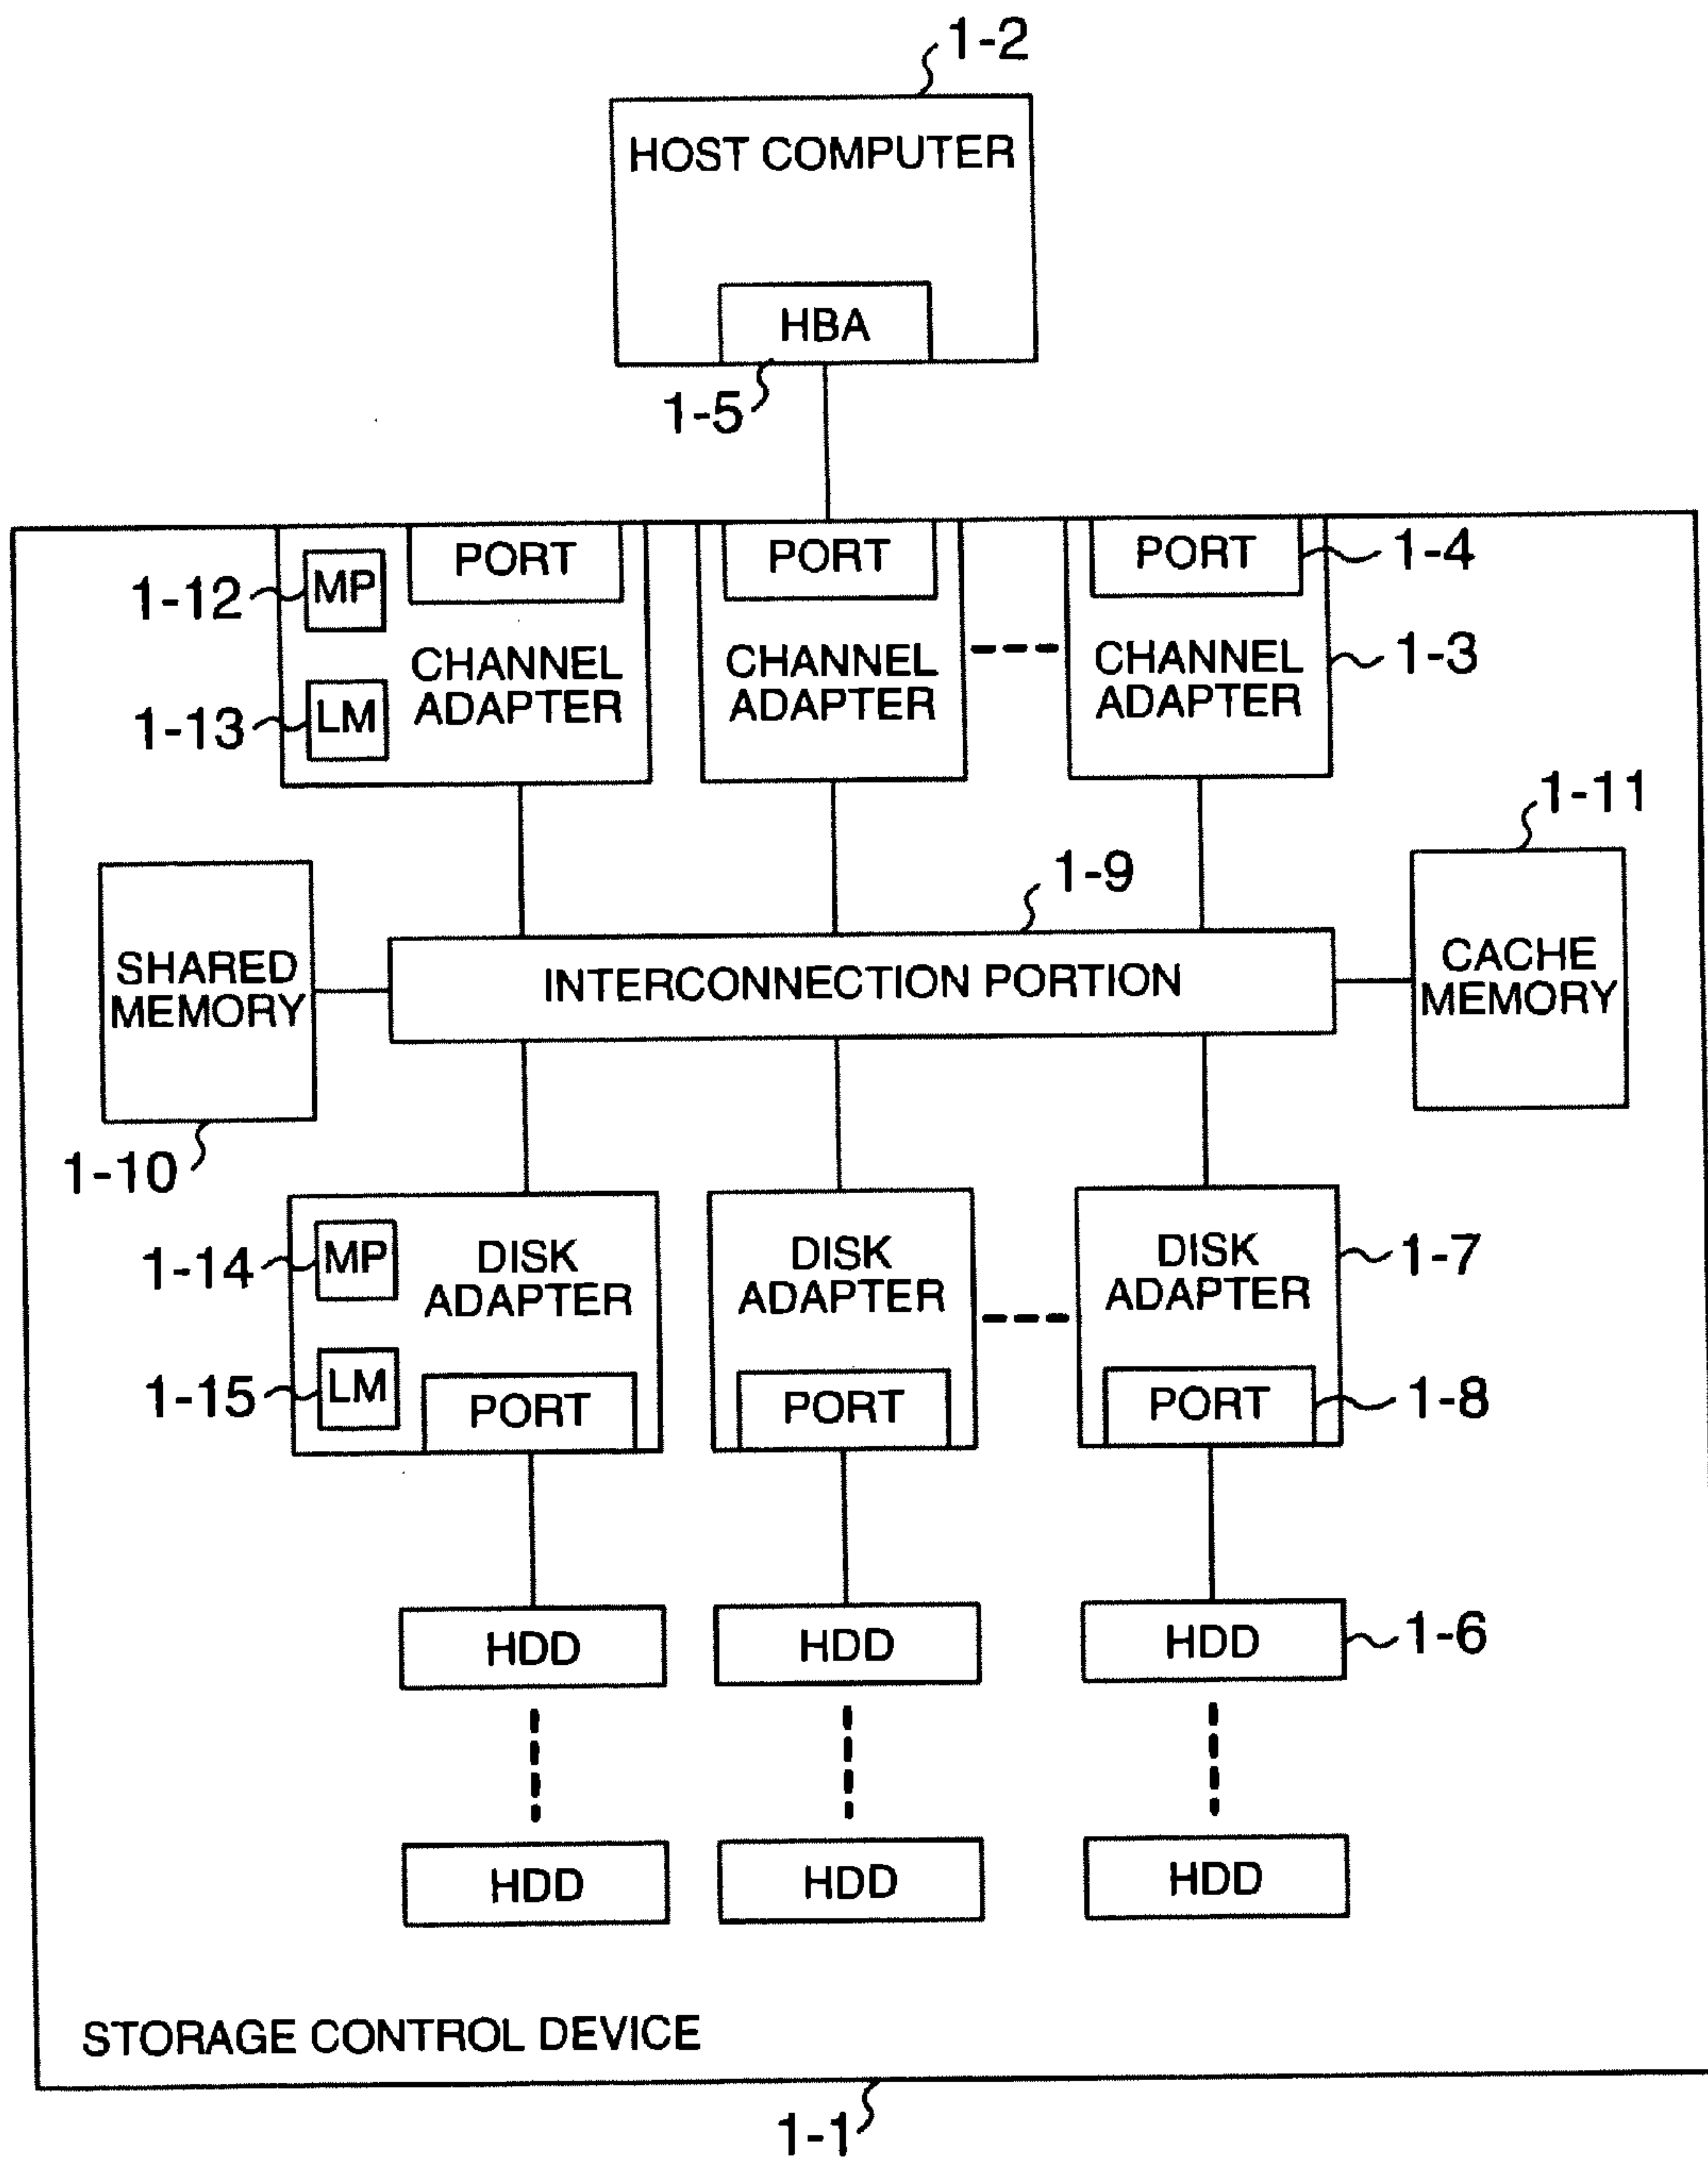 1-2
HOST COMPUTER
HBA
1-5
PORT
PORT
PORT
1-4
1-12
MP
CHANNEL
ADAPTER
CHANNEL
ADAPTER
CHANNEL
ADAPTER
1-3
1-13
LM
1-11
1-9
SHARED
MEMORY
INTERCONNECTION PORTION
CACHE
MEMORY
1-10
1-14
MP
DISK
ADAPTER
DISK
ADAPTER
DISK
ADAPTER
1-7
1-15
LM
PORT
PORT
PORT
1-8
HDD
HDD
HDD
1-6
HDD
HDD
HDD
STORAGE CONTROL DEVICE
1-1